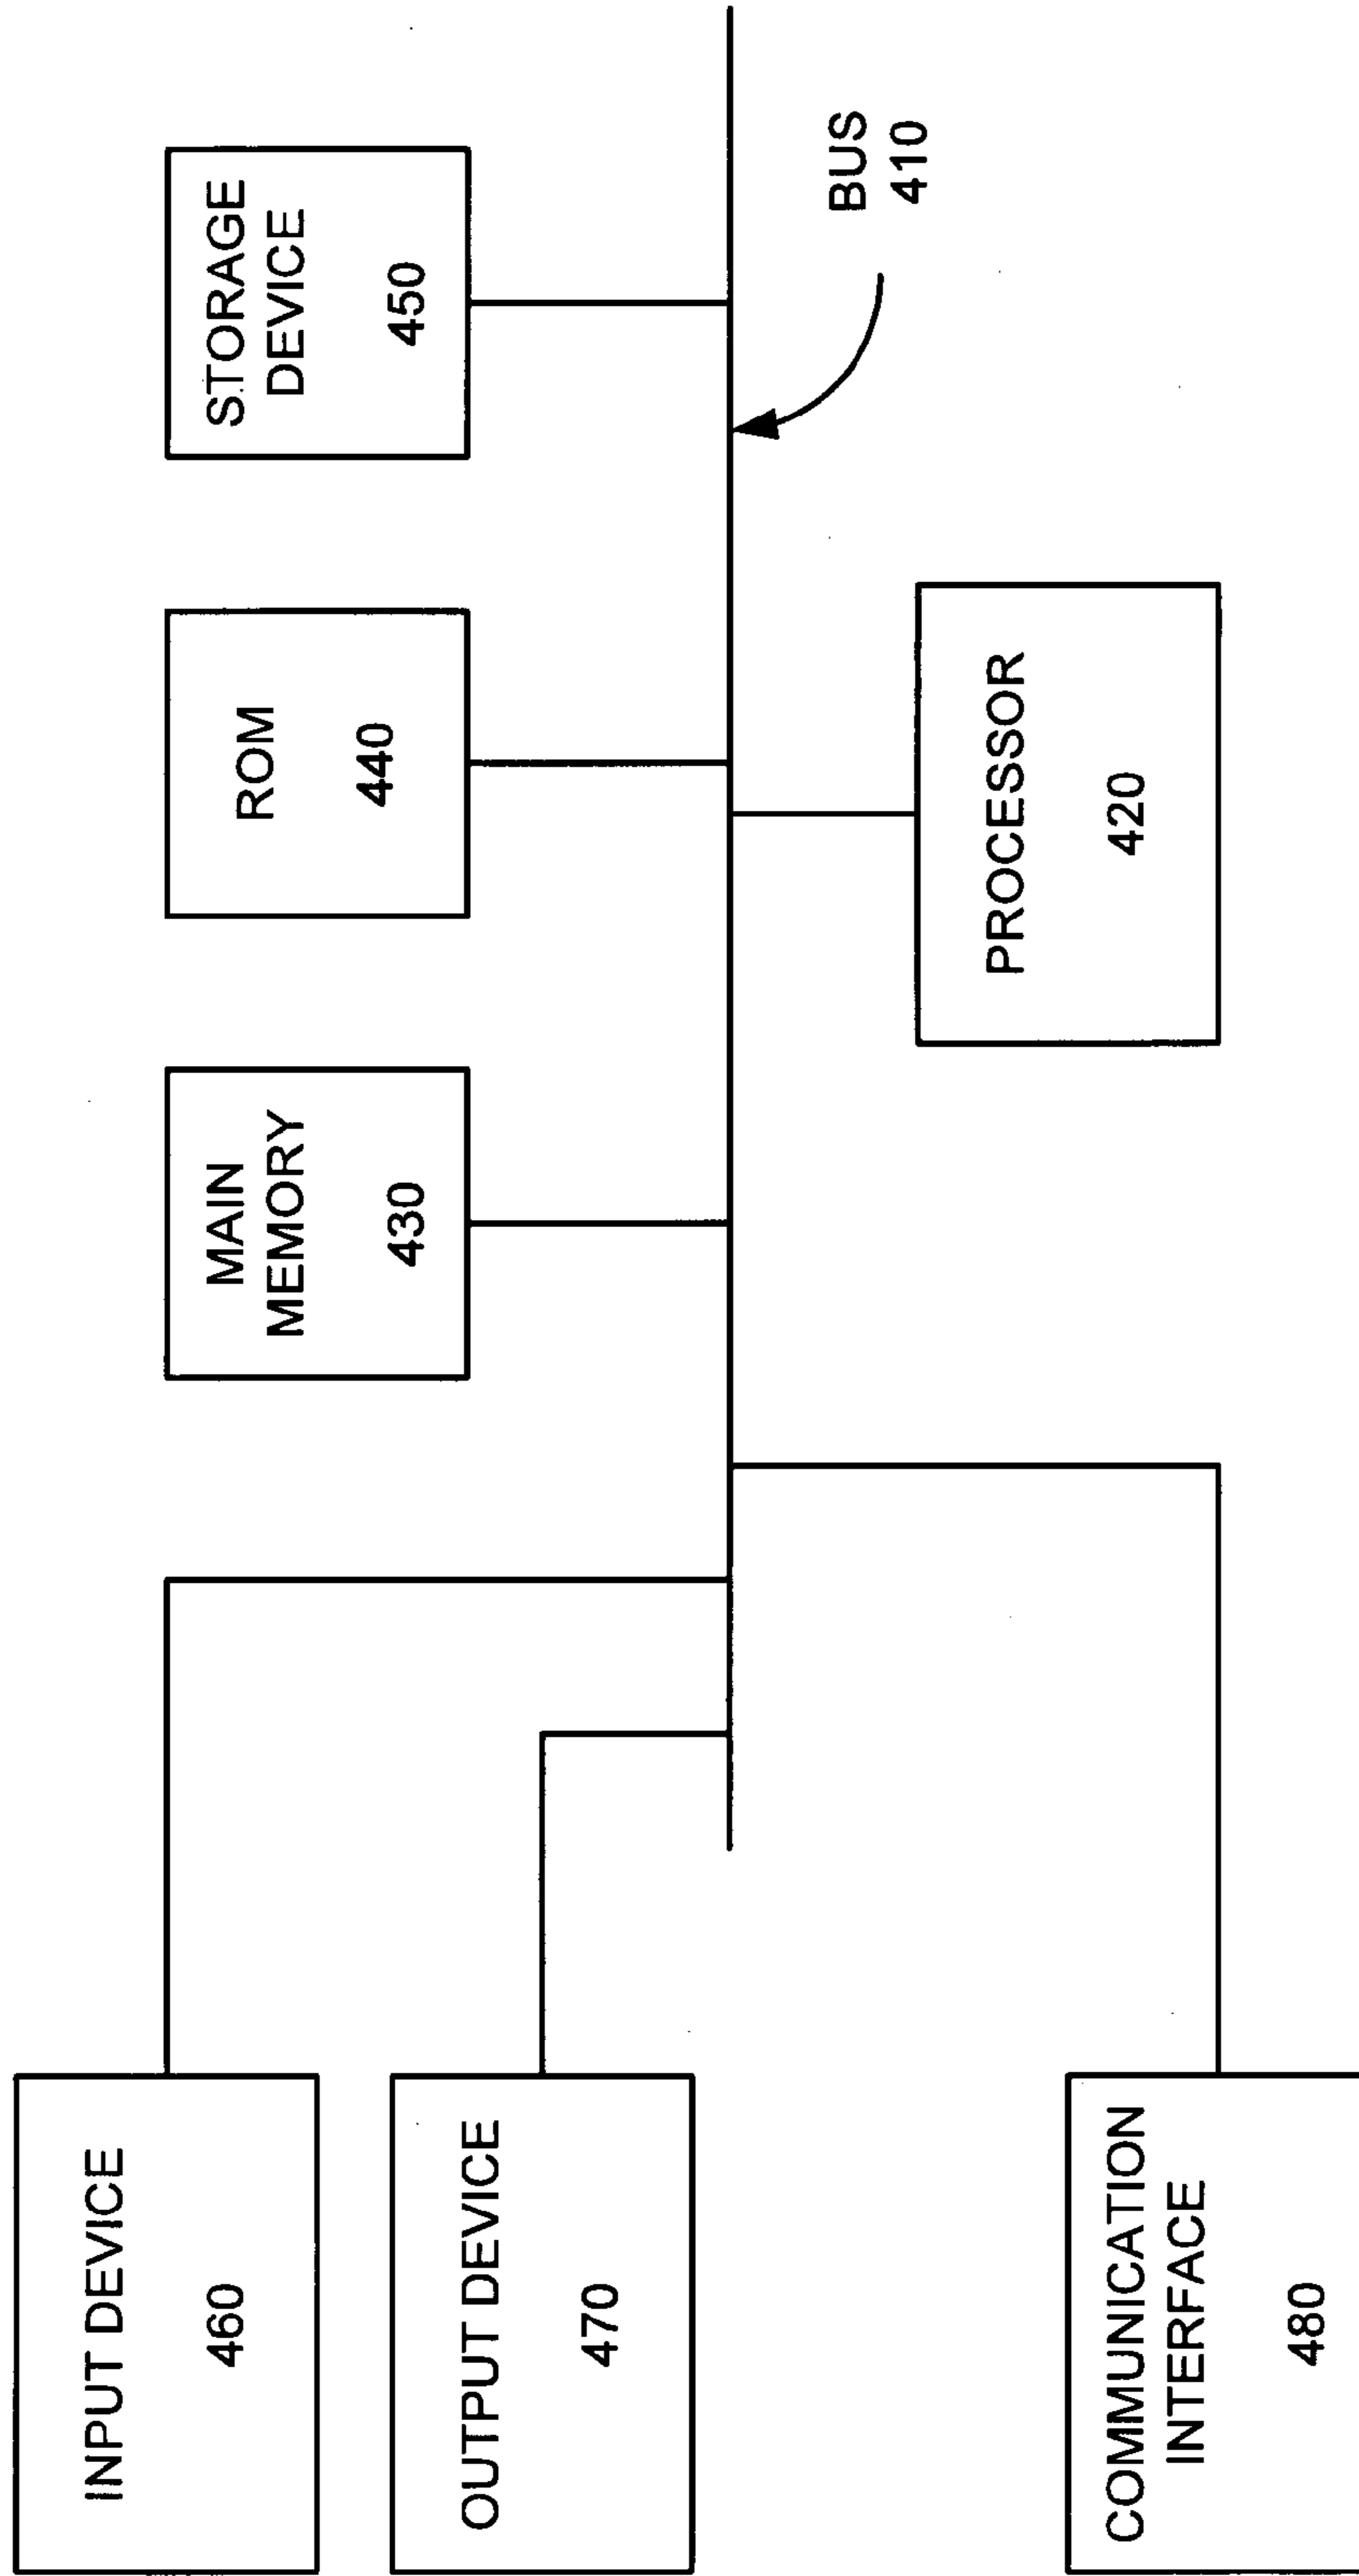 INPUT DEVICE
460
OUTPUT DEVICE
470
COMMUNICATION
INTERFACE
480
MAIN
MEMORY
430
ROM
440
STORAGE
DEVICE
450
PROCESSOR
420
BUS
410